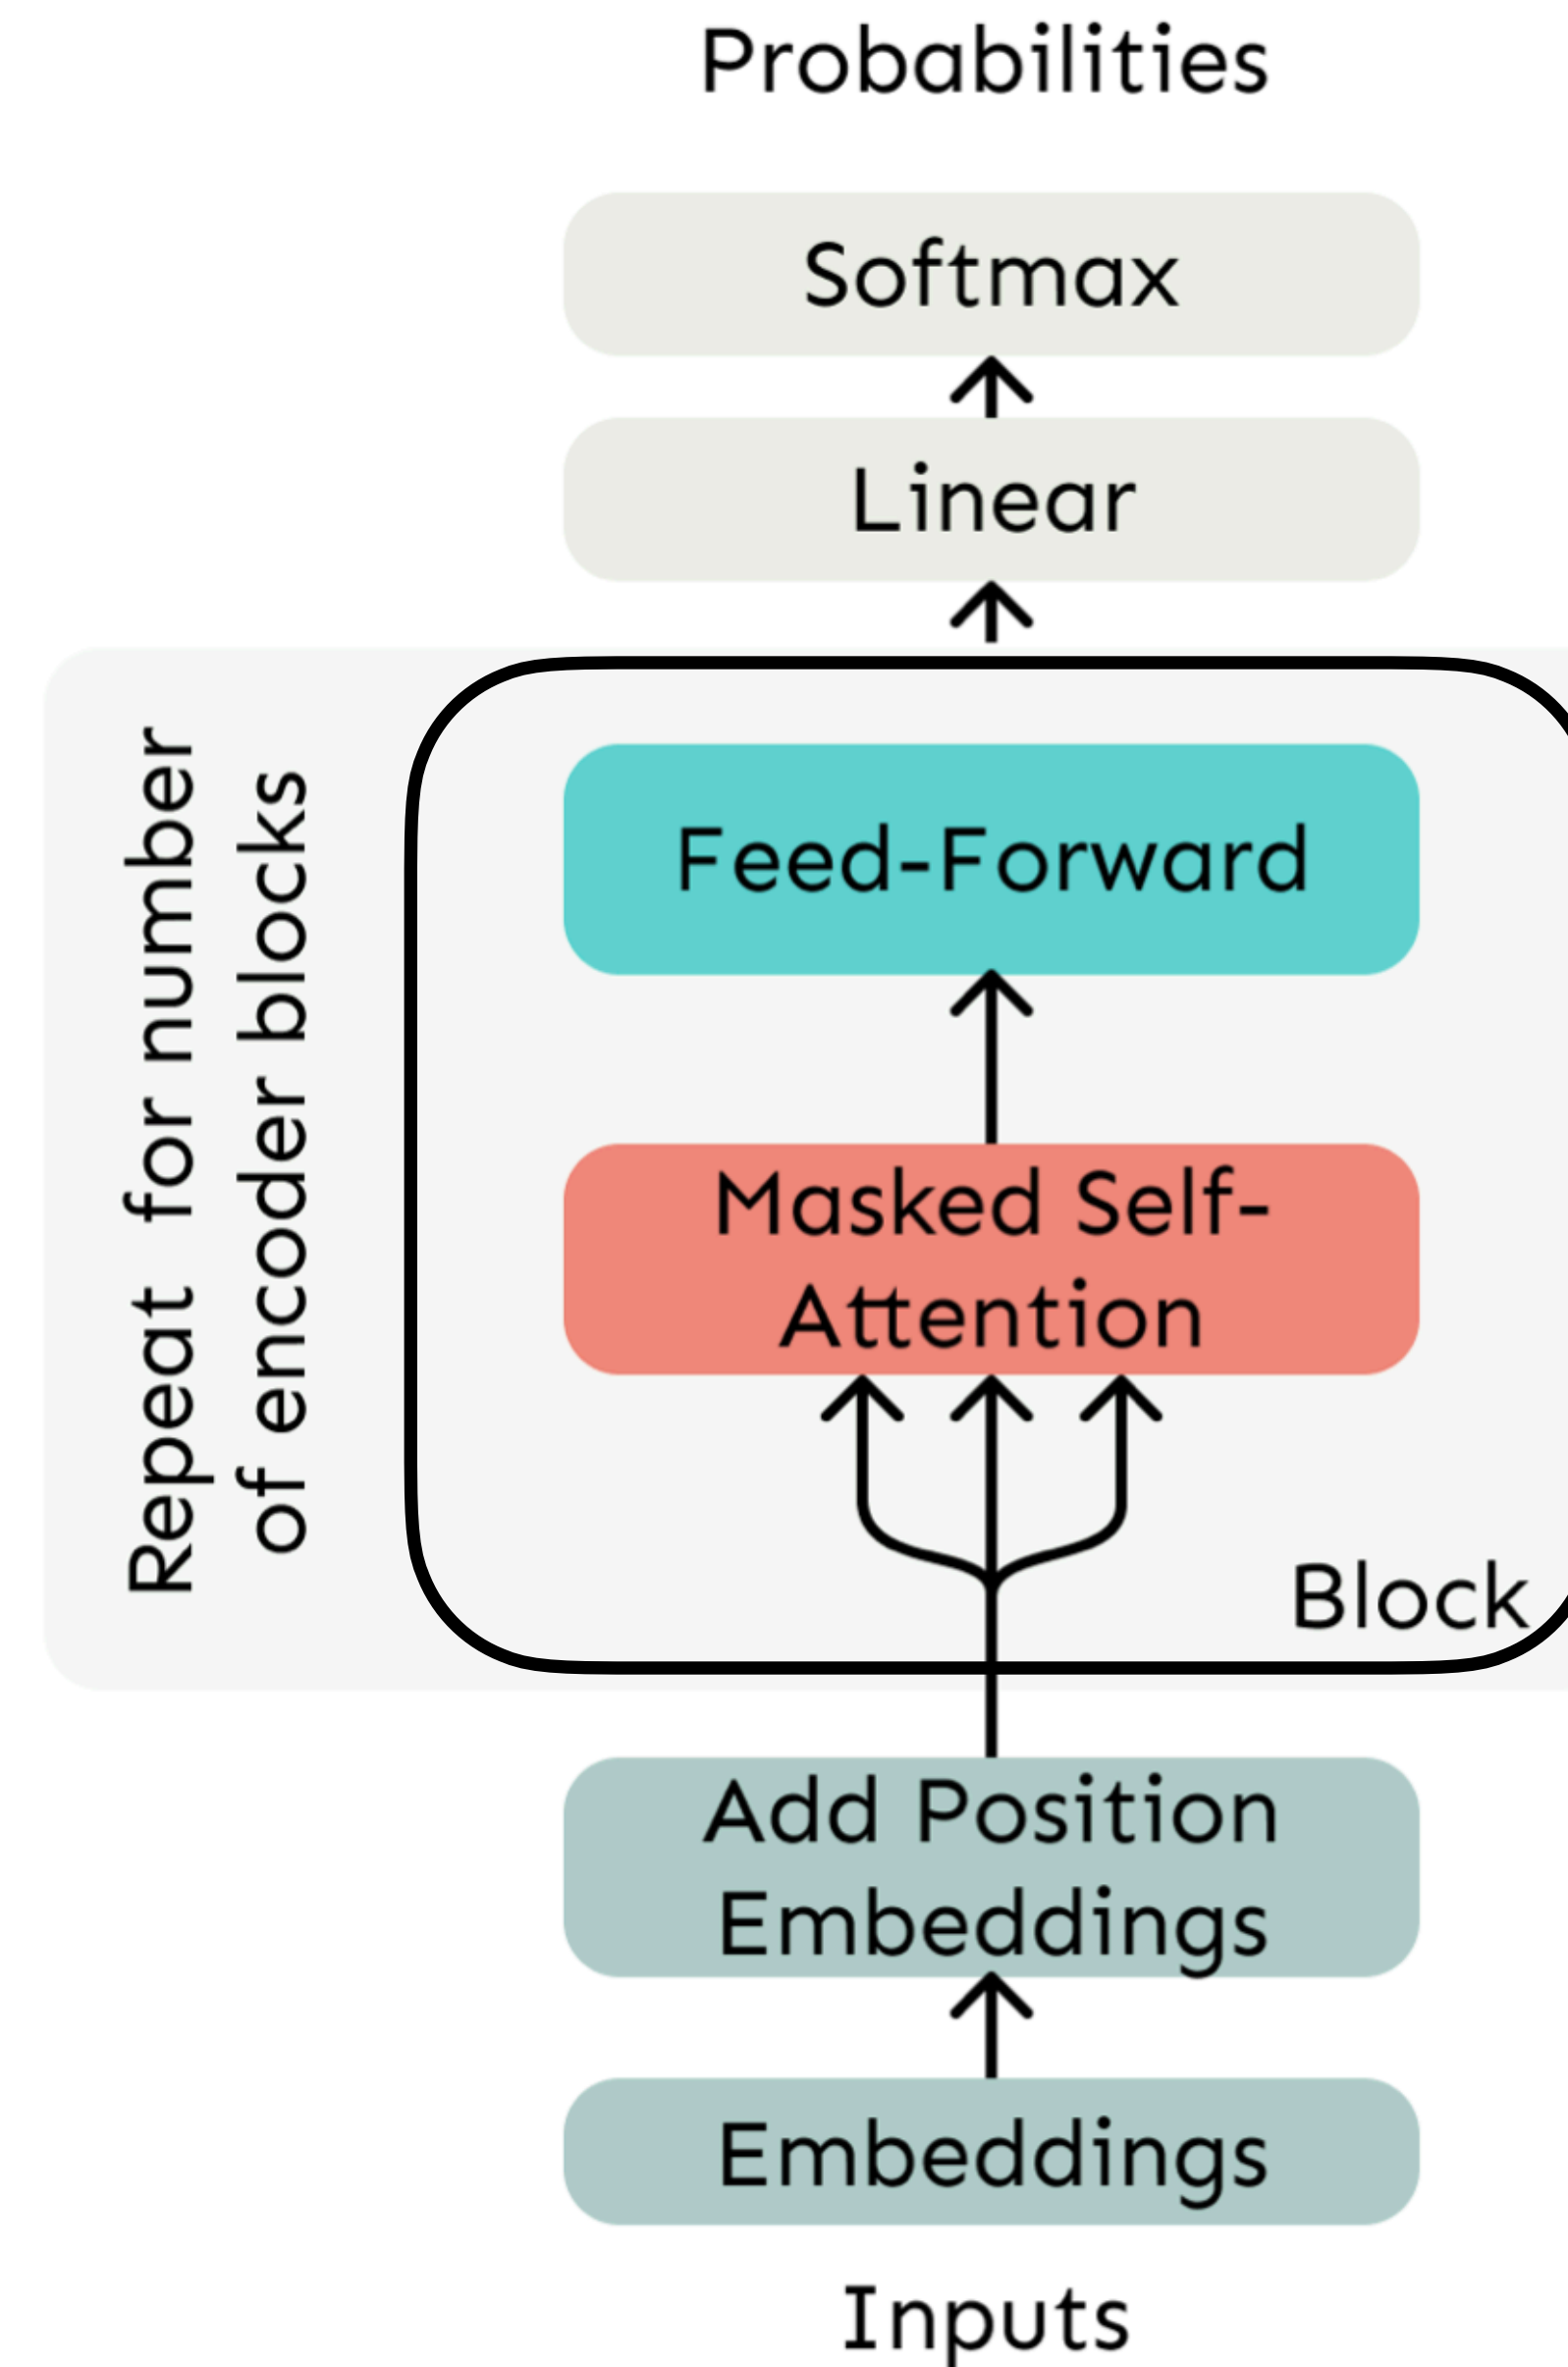 Probabilities
Softmax
Linear
Repeat for number
of encoder blocks
Feed-Forward
Masked Self-
Attention
Block
Add Position
Embeddings
Embeddings
Inputs